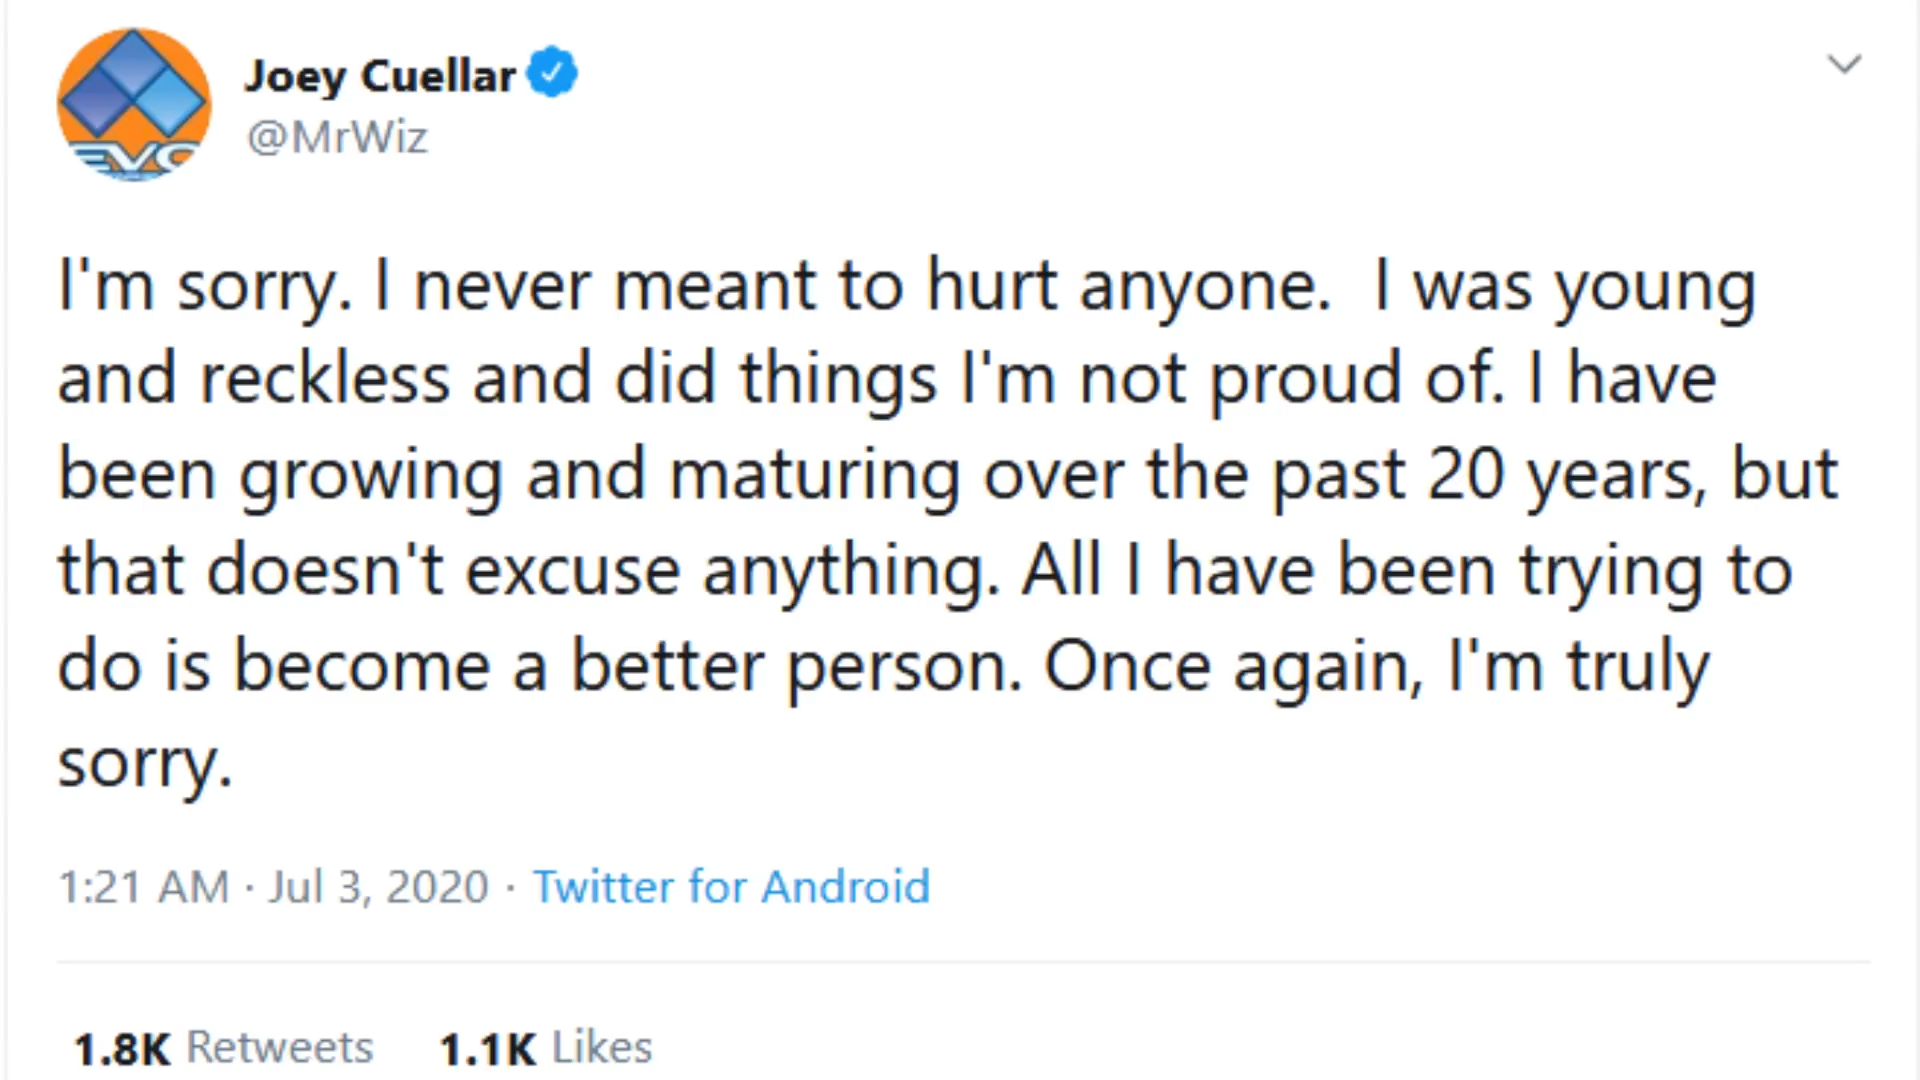 Joey Cuellar
@MrWiz
EVO
I'm sorry. I never meant to hurt anyone.  I was young
and reckless and did things I'm not proud of. I have
been growing and maturing over the past 20 years, but
that doesn't excuse anything. All I have been trying to
do is become a better person. Once again, I'm truly
sorry.
1:21 AM · Jul 3, 2020 · Twitter for Android
1.8K Retweets 1.1K Likes